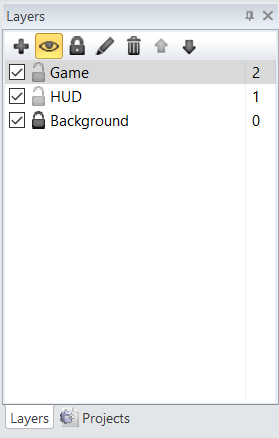 Layers
Game 2
HUD 1
Background 0
Layers Projects